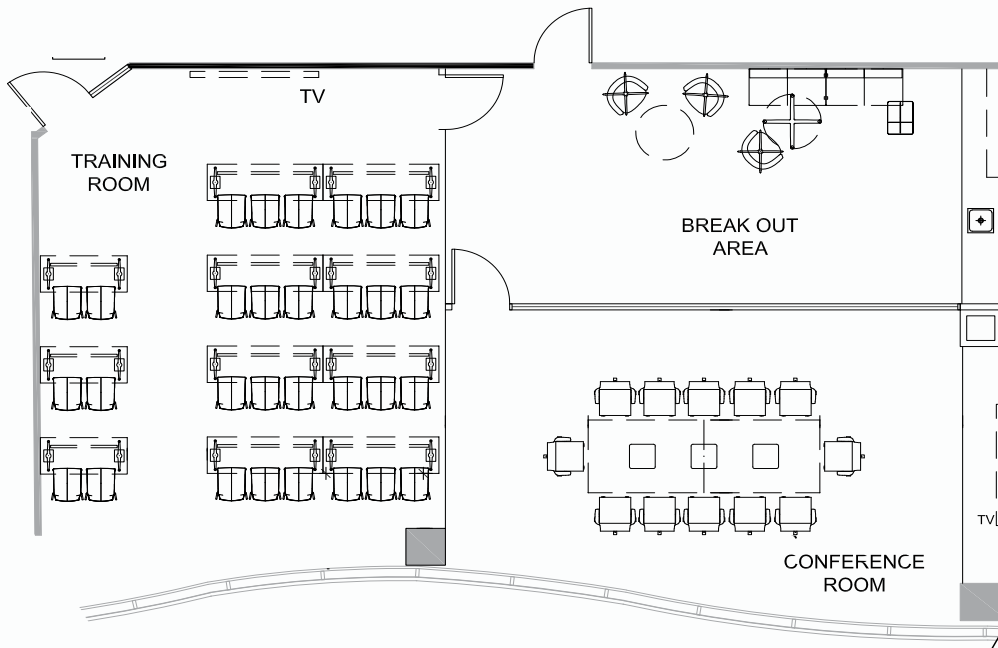 TV
TRAINING
ROOM
BREAK OUT
AREA
TV
CONFERENCE
ROOM